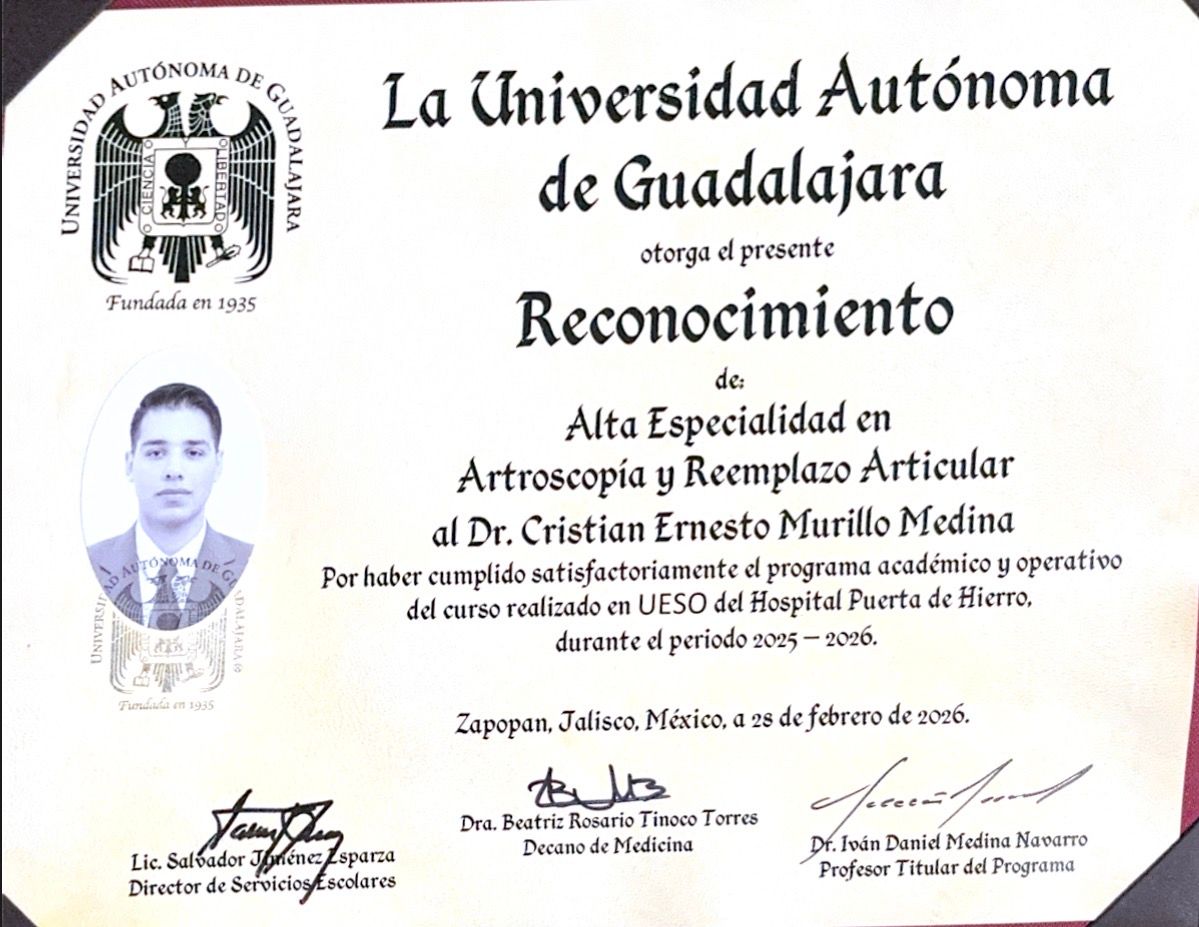 UNIVERSIDAD AUTÓNOMA DE GUADALAJARA
CIENCIA
LIBERTAD
Fundada en 1935
La Universidad Autónoma
de Guadalajara
otorga el presente
Reconocimiento
de:
Alta Especialidad en
Artroscopía y Reemplazo Articular
al Dr. Cristian Ernesto Murillo Medina
Por haber cumplido satisfactoriamente el programa académico y operativo
del curso realizado en UESO del Hospital Puerta de Hierro,
durante el periodo 2025 – 2026.
AUTÓNOMA DE
Fundada en 1935
Zapopan, Jalisco, México, a 28 de febrero de 2026.
Lic. Salvador Jiménez Esparza
Director de Servicios Escolares
Dra. Beatriz Rosario Tinoco Torres
Decano de Medicina
Dr. Iván Daniel Medina Navarro
Profesor Titular del Programa